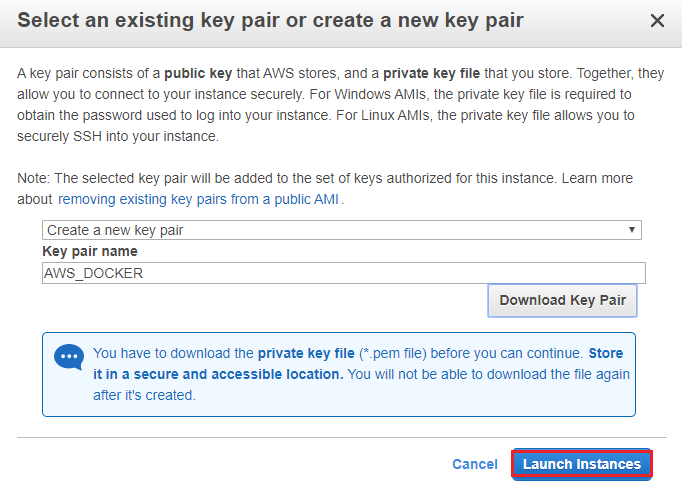 Select an existing key pair or create a new key pair
A key pair consists of a public key that AWS stores, and a private key file that you store. Together, they
allow you to connect to your instance securely. For Windows AMIs, the private key file is required to
obtain the password used to log into your instance. For Linux AMIs, the private key file allows you to
securely SSH into your instance.
Note: The selected key pair will be added to the set of keys authorized for this instance. Learn more
about removing existing key pairs from a public AMI .
Create a new key pair
Key pair name
AWS_DOCKER
Download Key Pair
You have to download the private key file (*.pem file) before you can continue. Store
it in a secure and accessible location. You will not be able to download the file again
after it's created.
Cancel Launch Instances